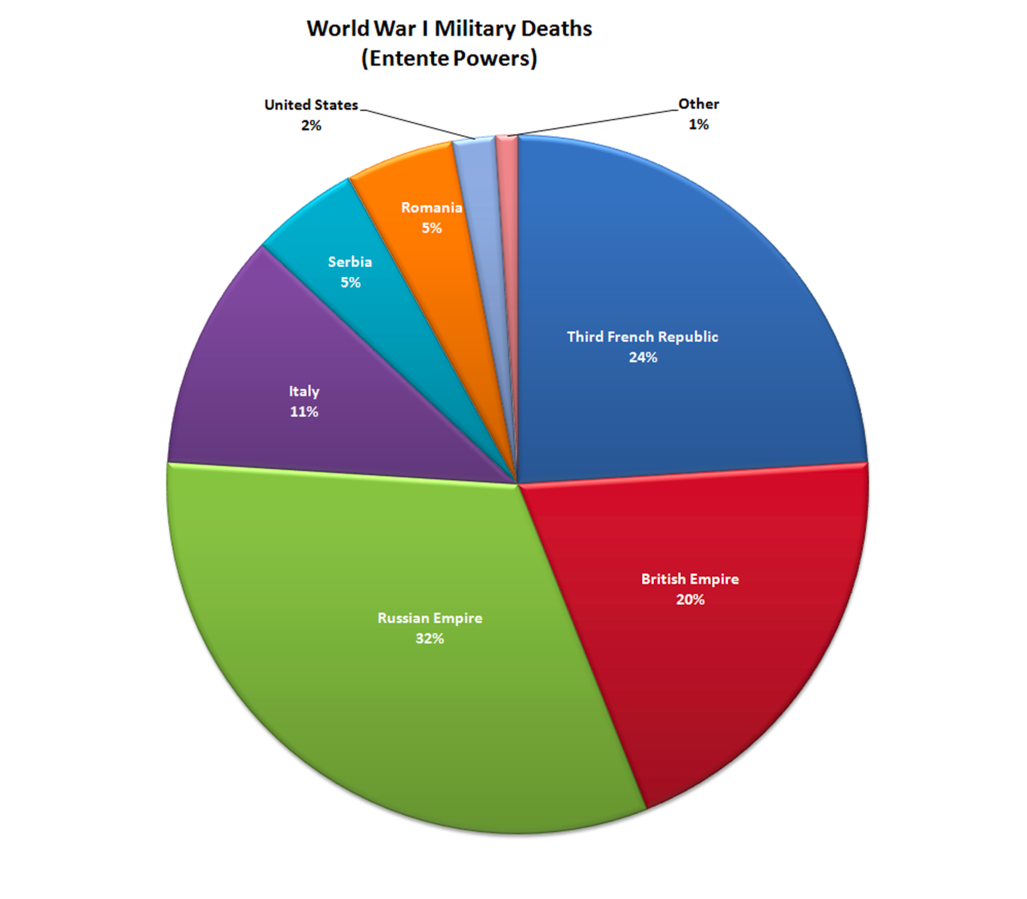 World War I Military Deaths
(Entente Powers)
United States
2%
Other
1%
Romania
5%
Serbia
5%
Third French Republic
24%
Italy
11%
British Empire
20%
Russian Empire
32%